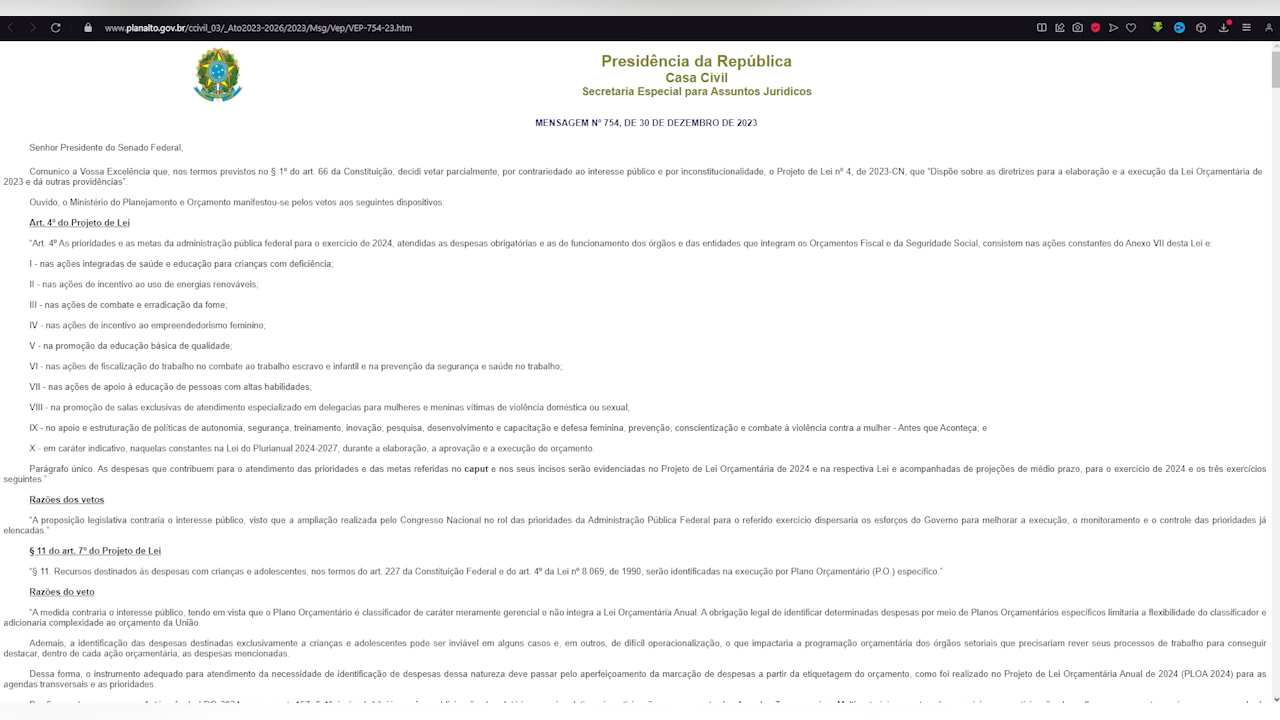 www.planalto.gov.br/ccivil_03/_Ato2023-2026/2023/Msg/Vep/VEP-754-23.htm
Presidência da República
Casa Civil
Secretaria Especial para Assuntos Jurídicos
MENSAGEM Nº 754, DE 30 DE DEZEMBRO DE 2023
Senhor Presidente do Senado Federal,
Comunico a Vossa Excelência que, nos termos previstos no § 1º do art. 66 da Constituição, decidi vetar parcialmente, por contrariedade ao interesse público e por inconstitucionalidade, o Projeto de Lei nº 4, de 2023-CN, que "Dispõe sobre as diretrizes para a elaboração e a execução da Lei Orçamentária de
2023 e dá outras providências".
Ouvido, o Ministério do Planejamento e Orçamento manifestou-se pelos vetos aos seguintes dispositivos:
Art. 4º do Projeto de Lei
"Art. 4º As prioridades e as metas da administração pública federal para o exercício de 2024, atendidas as despesas obrigatórias e as de funcionamento dos órgãos e das entidades que integram os Orçamentos Fiscal e da Seguridade Social, consistem nas ações constantes do Anexo VII desta Lei e:
I - nas ações integradas de saúde e educação para crianças com deficiência;
II - nas ações de incentivo ao uso de energias renováveis;
III - nas ações de combate e erradicação da fome;
IV - nas ações de incentivo ao empreendedorismo feminino;
V - na promoção da educação básica de qualidade;
VI - nas ações de fiscalização do trabalho no combate ao trabalho escravo e infantil e na prevenção da segurança e saúde no trabalho;
VII - nas ações de apoio à educação de pessoas com altas habilidades;
VIII - na promoção de salas exclusivas de atendimento especializado em delegacias para mulheres e meninas vítimas de violência doméstica ou sexual;
IX - no apoio e estruturação de políticas de autonomia, segurança, treinamento, inovação, pesquisa, desenvolvimento e capacitação e defesa feminina, prevenção, conscientização e combate à violência contra a mulher - Antes que Aconteça; e
X - em caráter indicativo, naquelas constantes na Lei do Plurianual 2024-2027, durante a elaboração, a aprovação e a execução do orçamento.
Parágrafo único. As despesas que contribuem para o atendimento das prioridades e das metas referidas no caput e nos seus incisos serão evidenciadas no Projeto de Lei Orçamentária de 2024 e na respectiva Lei e acompanhadas de projeções de médio prazo, para o exercício de 2024 e os três exercícios
seguintes."
Razões dos vetos
"A proposição legislativa contraria o interesse público, visto que a ampliação realizada pelo Congresso Nacional no rol das prioridades da Administração Pública Federal para o referido exercício dispersaria os esforços do Governo para melhorar a execução, o monitoramento e o controle das prioridades já
elencadas."
§ 11 do art. 7º do Projeto de Lei
"§ 11. Recursos destinados às despesas com crianças e adolescentes, nos termos do art. 227 da Constituição Federal e do art. 4º da Lei nº 8.069, de 1990, serão identificadas na execução por Plano Orçamentário (P.O.) específico."
Razões do veto
"A medida contraria o interesse público, tendo em vista que o Plano Orçamentário é classificador de caráter meramente gerencial e não integra a Lei Orçamentária Anual. A obrigação legal de identificar determinadas despesas por meio de Planos Orçamentários específicos limitaria a flexibilidade do classificador e
adicionaria complexidade ao orçamento da União.
Ademais, a identificação das despesas destinadas exclusivamente a crianças e adolescentes pode ser inviável em alguns casos e, em outros, de difícil operacionalização, o que impactaria a programação orçamentária dos órgãos setoriais que precisariam rever seus processos de trabalho para conseguir
destacar, dentro de cada ação orçamentária, as despesas mencionadas.
Dessa forma, o instrumento adequado para atendimento da necessidade de identificação de despesas dessa natureza deve passar pelo aperfeiçoamento da marcação de despesas a partir da etiquetagem do orçamento, como foi realizado no Projeto de Lei Orçamentária Anual de 2024 (PLOA 2024) para as
agendas transversais e as prioridades.